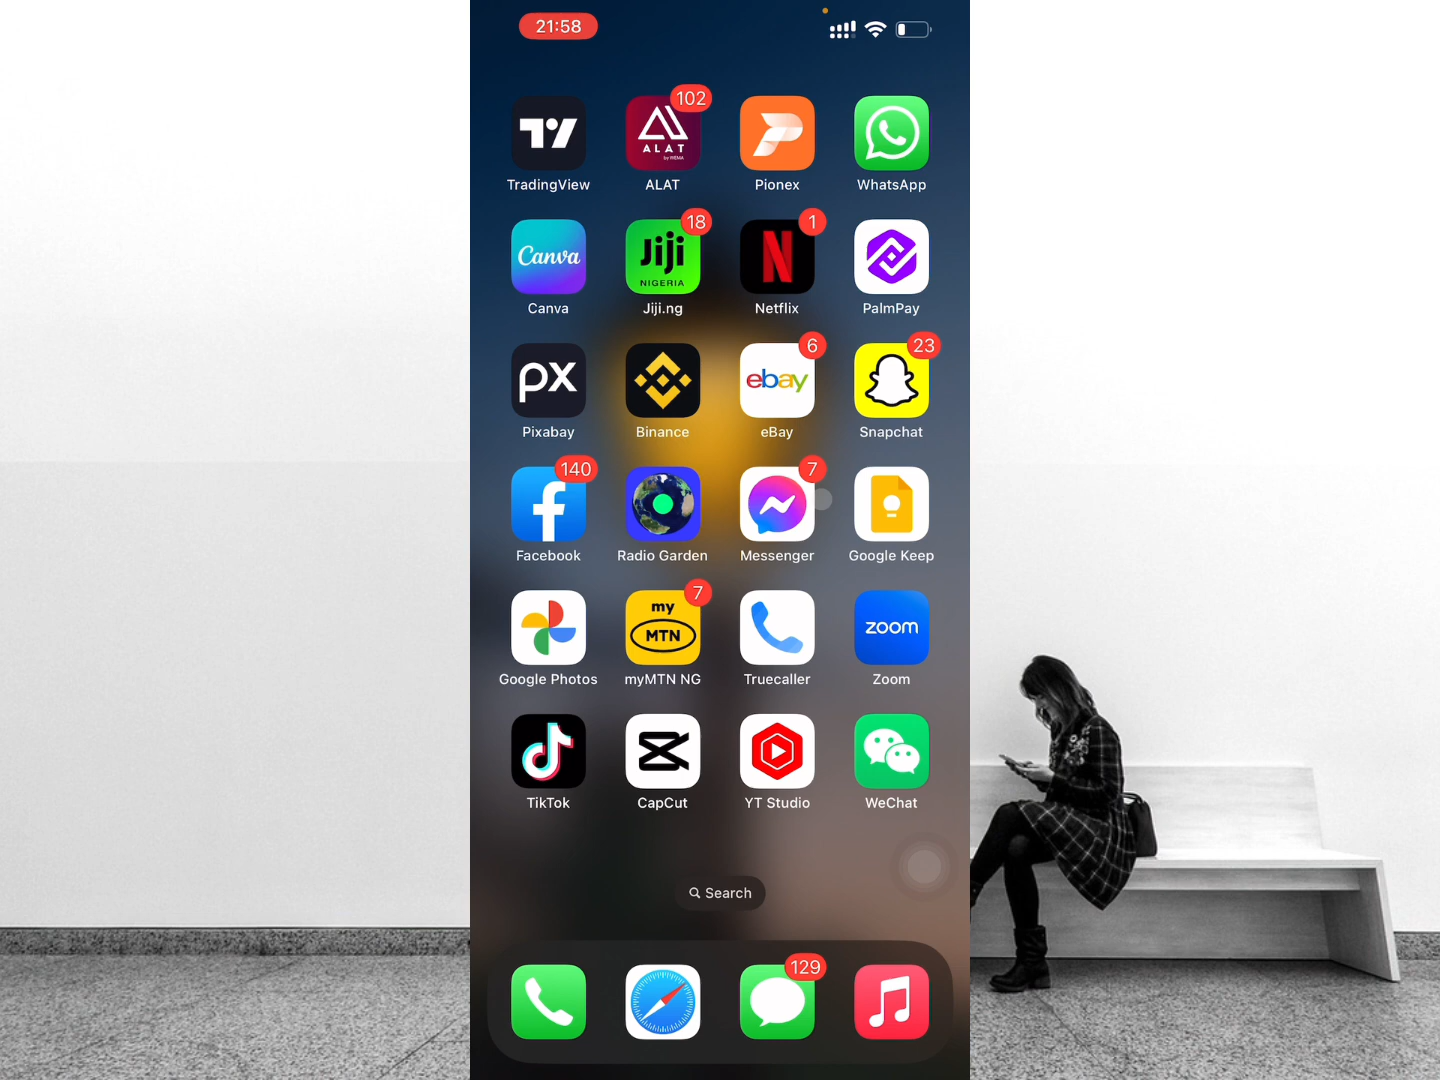 21:58
102
ALAT
by WEMA
TradingView
ALAT
Pionex
WhatsApp
Canva
18
Jiji
NIGERIA
1
N
Canva
Jiji.ng
Netflix
PalmPay
px
6
ebay
23
Pixabay
Binance
eBay
Snapchat
140
f
7
Facebook
Radio Garden
Messenger
Google Keep
7
my
MTN
zoom
Google Photos
myMTN NG
Truecaller
Zoom
TikTok
CapCut
YT Studio
WeChat
Search
129